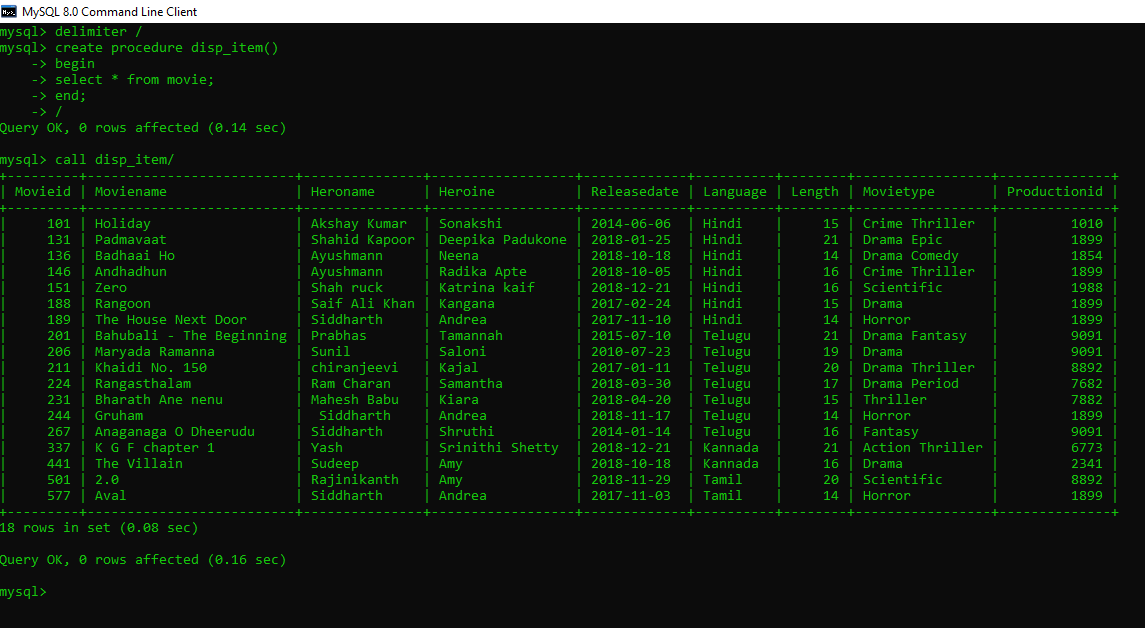 MySQL 8.0 Command Line Client
mysql> delimiter /
mysql> create procedure disp_item()
    -> begin
    -> select * from movie;
    -> end;
    -> /
Query OK, 0 rows affected (0.14 sec)
mysql> call disp_item/
+---------+--------------------------+---------------+------------------+-------------+----------+--------+-----------------+--------------+
| Movieid | Moviename                | Heroname      | Heroine          | Releasedate | Language | Length | Movietype       | Productionid |
+---------+--------------------------+---------------+------------------+-------------+----------+--------+-----------------+--------------+
|     101 | Holiday                  | Akshay Kumar  | Sonakshi         | 2014-06-06  | Hindi    |     15 | Crime Thriller  |         1010 |
|     131 | Padmavaat                | Shahid Kapoor | Deepika Padukone | 2018-01-25  | Hindi    |     21 | Drama Epic      |         1899 |
|     136 | Badhaai Ho               | Ayushmann     | Neena            | 2018-10-18  | Hindi    |     14 | Drama Comedy    |         1854 |
|     146 | Andhadhun                | Ayushmann     | Radika Apte      | 2018-10-05  | Hindi    |     16 | Crime Thriller  |         1899 |
|     151 | Zero                     | Shah ruck     | Katrina kaif     | 2018-12-21  | Hindi    |     16 | Scientific      |         1988 |
|     188 | Rangoon                  | Saif Ali Khan | Kangana          | 2017-02-24  | Hindi    |     15 | Drama           |         1899 |
|     189 | The House Next Door      | Siddharth     | Andrea           | 2017-11-10  | Hindi    |     14 | Horror          |         1899 |
|     201 | Bahubali - The Beginning | Prabhas       | Tamannah         | 2015-07-10  | Telugu   |     21 | Drama Fantasy   |         9091 |
|     206 | Maryada Ramanna          | Sunil         | Saloni           | 2010-07-23  | Telugu   |     19 | Drama           |         9091 |
|     211 | Khaidi No. 150           | chiranjeevi   | Kajal            | 2017-01-11  | Telugu   |     20 | Drama Thriller  |         8892 |
|     224 | Rangasthalam             | Ram Charan    | Samantha         | 2018-03-30  | Telugu   |     17 | Drama Period    |         7682 |
|     231 | Bharath Ane nenu         | Mahesh Babu   | Kiara            | 2018-04-20  | Telugu   |     15 | Thriller        |         7882 |
|     244 | Gruham                   |  Siddharth    | Andrea           | 2018-11-17  | Telugu   |     14 | Horror          |         1899 |
|     267 | Anaganaga O Dheerudu     | Siddharth     | Shruthi          | 2014-01-14  | Telugu   |     16 | Fantasy         |         9091 |
|     337 | K G F chapter 1          | Yash          | Srinithi Shetty  | 2018-12-21  | Kannada  |     21 | Action Thriller |         6773 |
|     441 | The Villain              | Sudeep        | Amy              | 2018-10-18  | Kannada  |     16 | Drama           |         2341 |
|     501 | 2.0                      | Rajinikanth   | Amy              | 2018-11-29  | Tamil    |     20 | Scientific      |         8892 |
|     577 | Aval                     | Siddharth     | Andrea           | 2017-11-03  | Tamil    |     14 | Horror          |         1899 |
+---------+--------------------------+---------------+------------------+-------------+----------+--------+-----------------+--------------+
18 rows in set (0.08 sec)
Query OK, 0 rows affected (0.16 sec)
mysql>